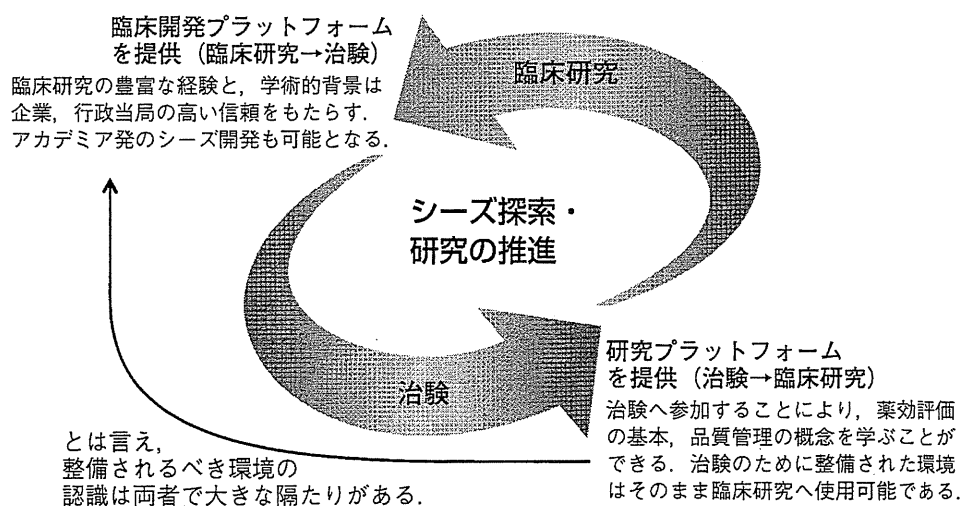 臨床開発プラットフォーム
を提供（臨床研究→治験）
臨床研究の豊富な経験と，学術的背景は
企業，行政当局の高い信頼をもたらす．
アカデミア発のシーズ開発も可能となる．
臨床研究
シーズ探索・
研究の推進
治験
研究プラットフォーム
を提供（治験→臨床研究）
治験へ参加することにより，薬効評価
の基本，品質管理の概念を学ぶことが
できる．治験のために整備された環境
はそのまま臨床研究へ使用可能である．
とは言え，
整備されるべき環境の
認識は両者で大きな隔たりがある．